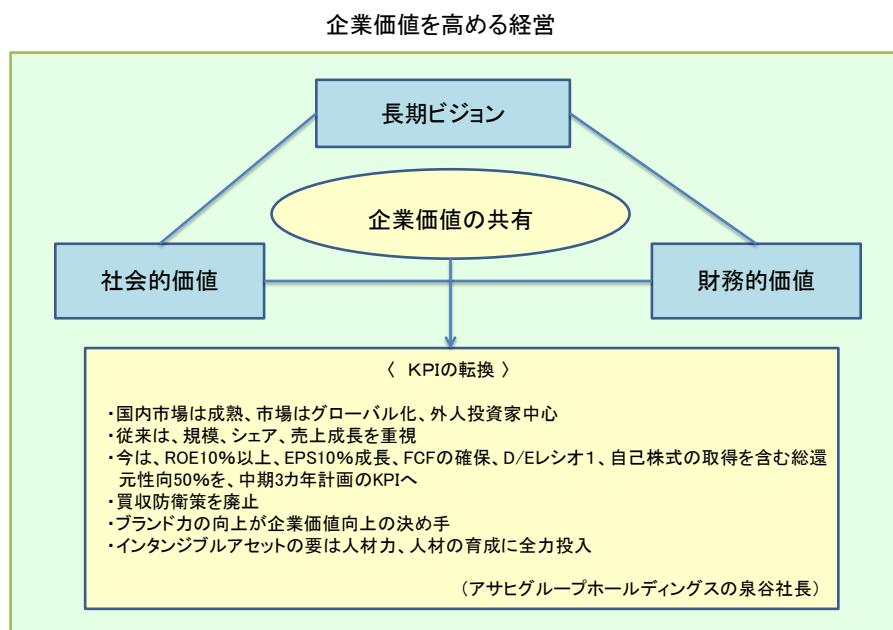 企業価値を高める経営
長期ビジョン
企業価値の共有
社会的価値
財務的価値
〈 KPIの転換 〉
・国内市場は成熟、市場はグローバル化、外人投資家中心
・従来は、規模、シェア、売上成長を重視
・今は、ROE10%以上、EPS10%成長、FCFの確保、D/Eレシオ1、自己株式の取得を含む総還
元性向50%を、中期3カ年計画のKPIへ
・買収防衛策を廃止
・ブランド力の向上が企業価値向上の決め手
・インタンジブルアセットの要は人材力、人材の育成に全力投入
（アサヒグループホールディングスの泉谷社長）